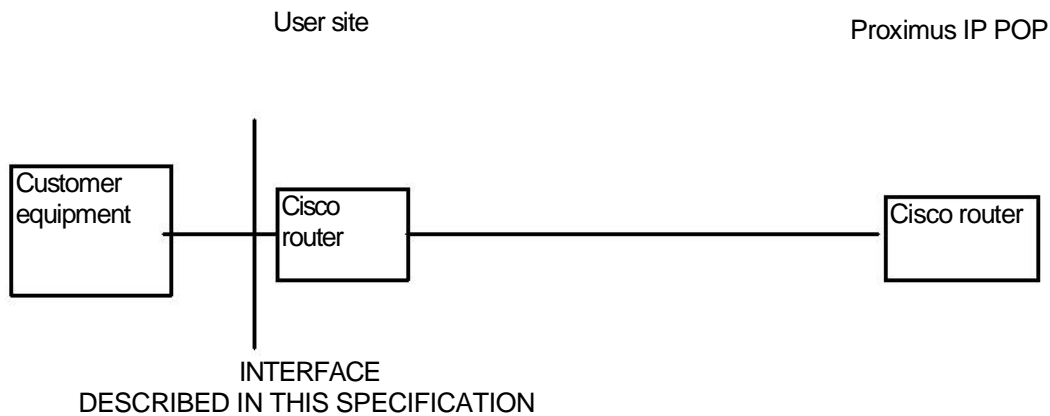 User site
Proximus IP POP
Customer
equipment
Cisco
router
Cisco router
INTERFACE
DESCRIBED IN THIS SPECIFICATION